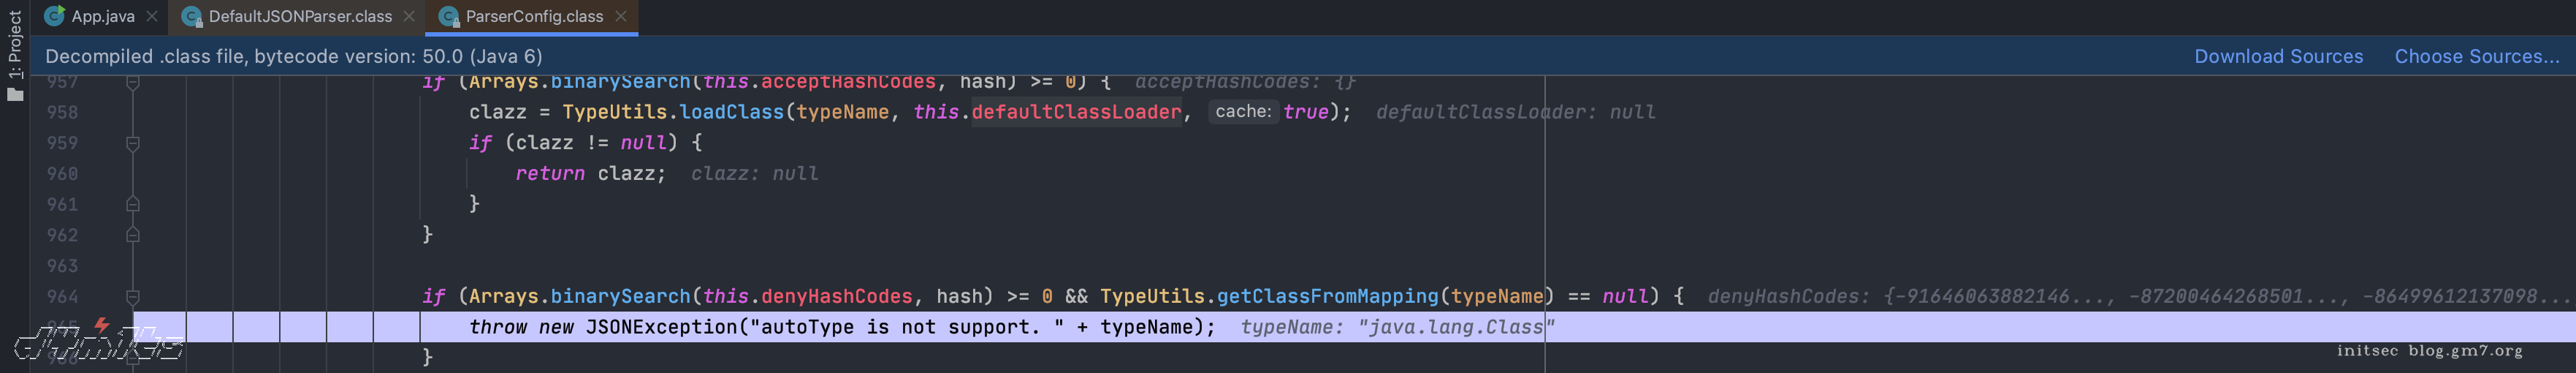 1: Project
App.java
DefaultJSONParser.class
ParserConfig.class
Decompiled .class file, bytecode version: 50.0 (Java 6)
Download Sources
Choose Sources...
957 if (Arrays.binarySearch(this.acceptHashCodes, hash) >= 0) { acceptHashCodes: {}
958 clazz = TypeUtils.loadClass(typeName, this.defaultClassLoader, cache: true); defaultClassLoader: null
959 if (clazz != null) {
960 return clazz; clazz: null
961 }
962 }
963
964 if (Arrays.binarySearch(this.denyHashCodes, hash) >= 0 && TypeUtils.getClassFromMapping(typeName) == null) { denyHashCodes: {-91646063882146..., -87200464268501..., -86499612137098...
throw new JSONException("autoType is not support. " + typeName); typeName: "java.lang.Class"
}
initsec blog.gm7.org